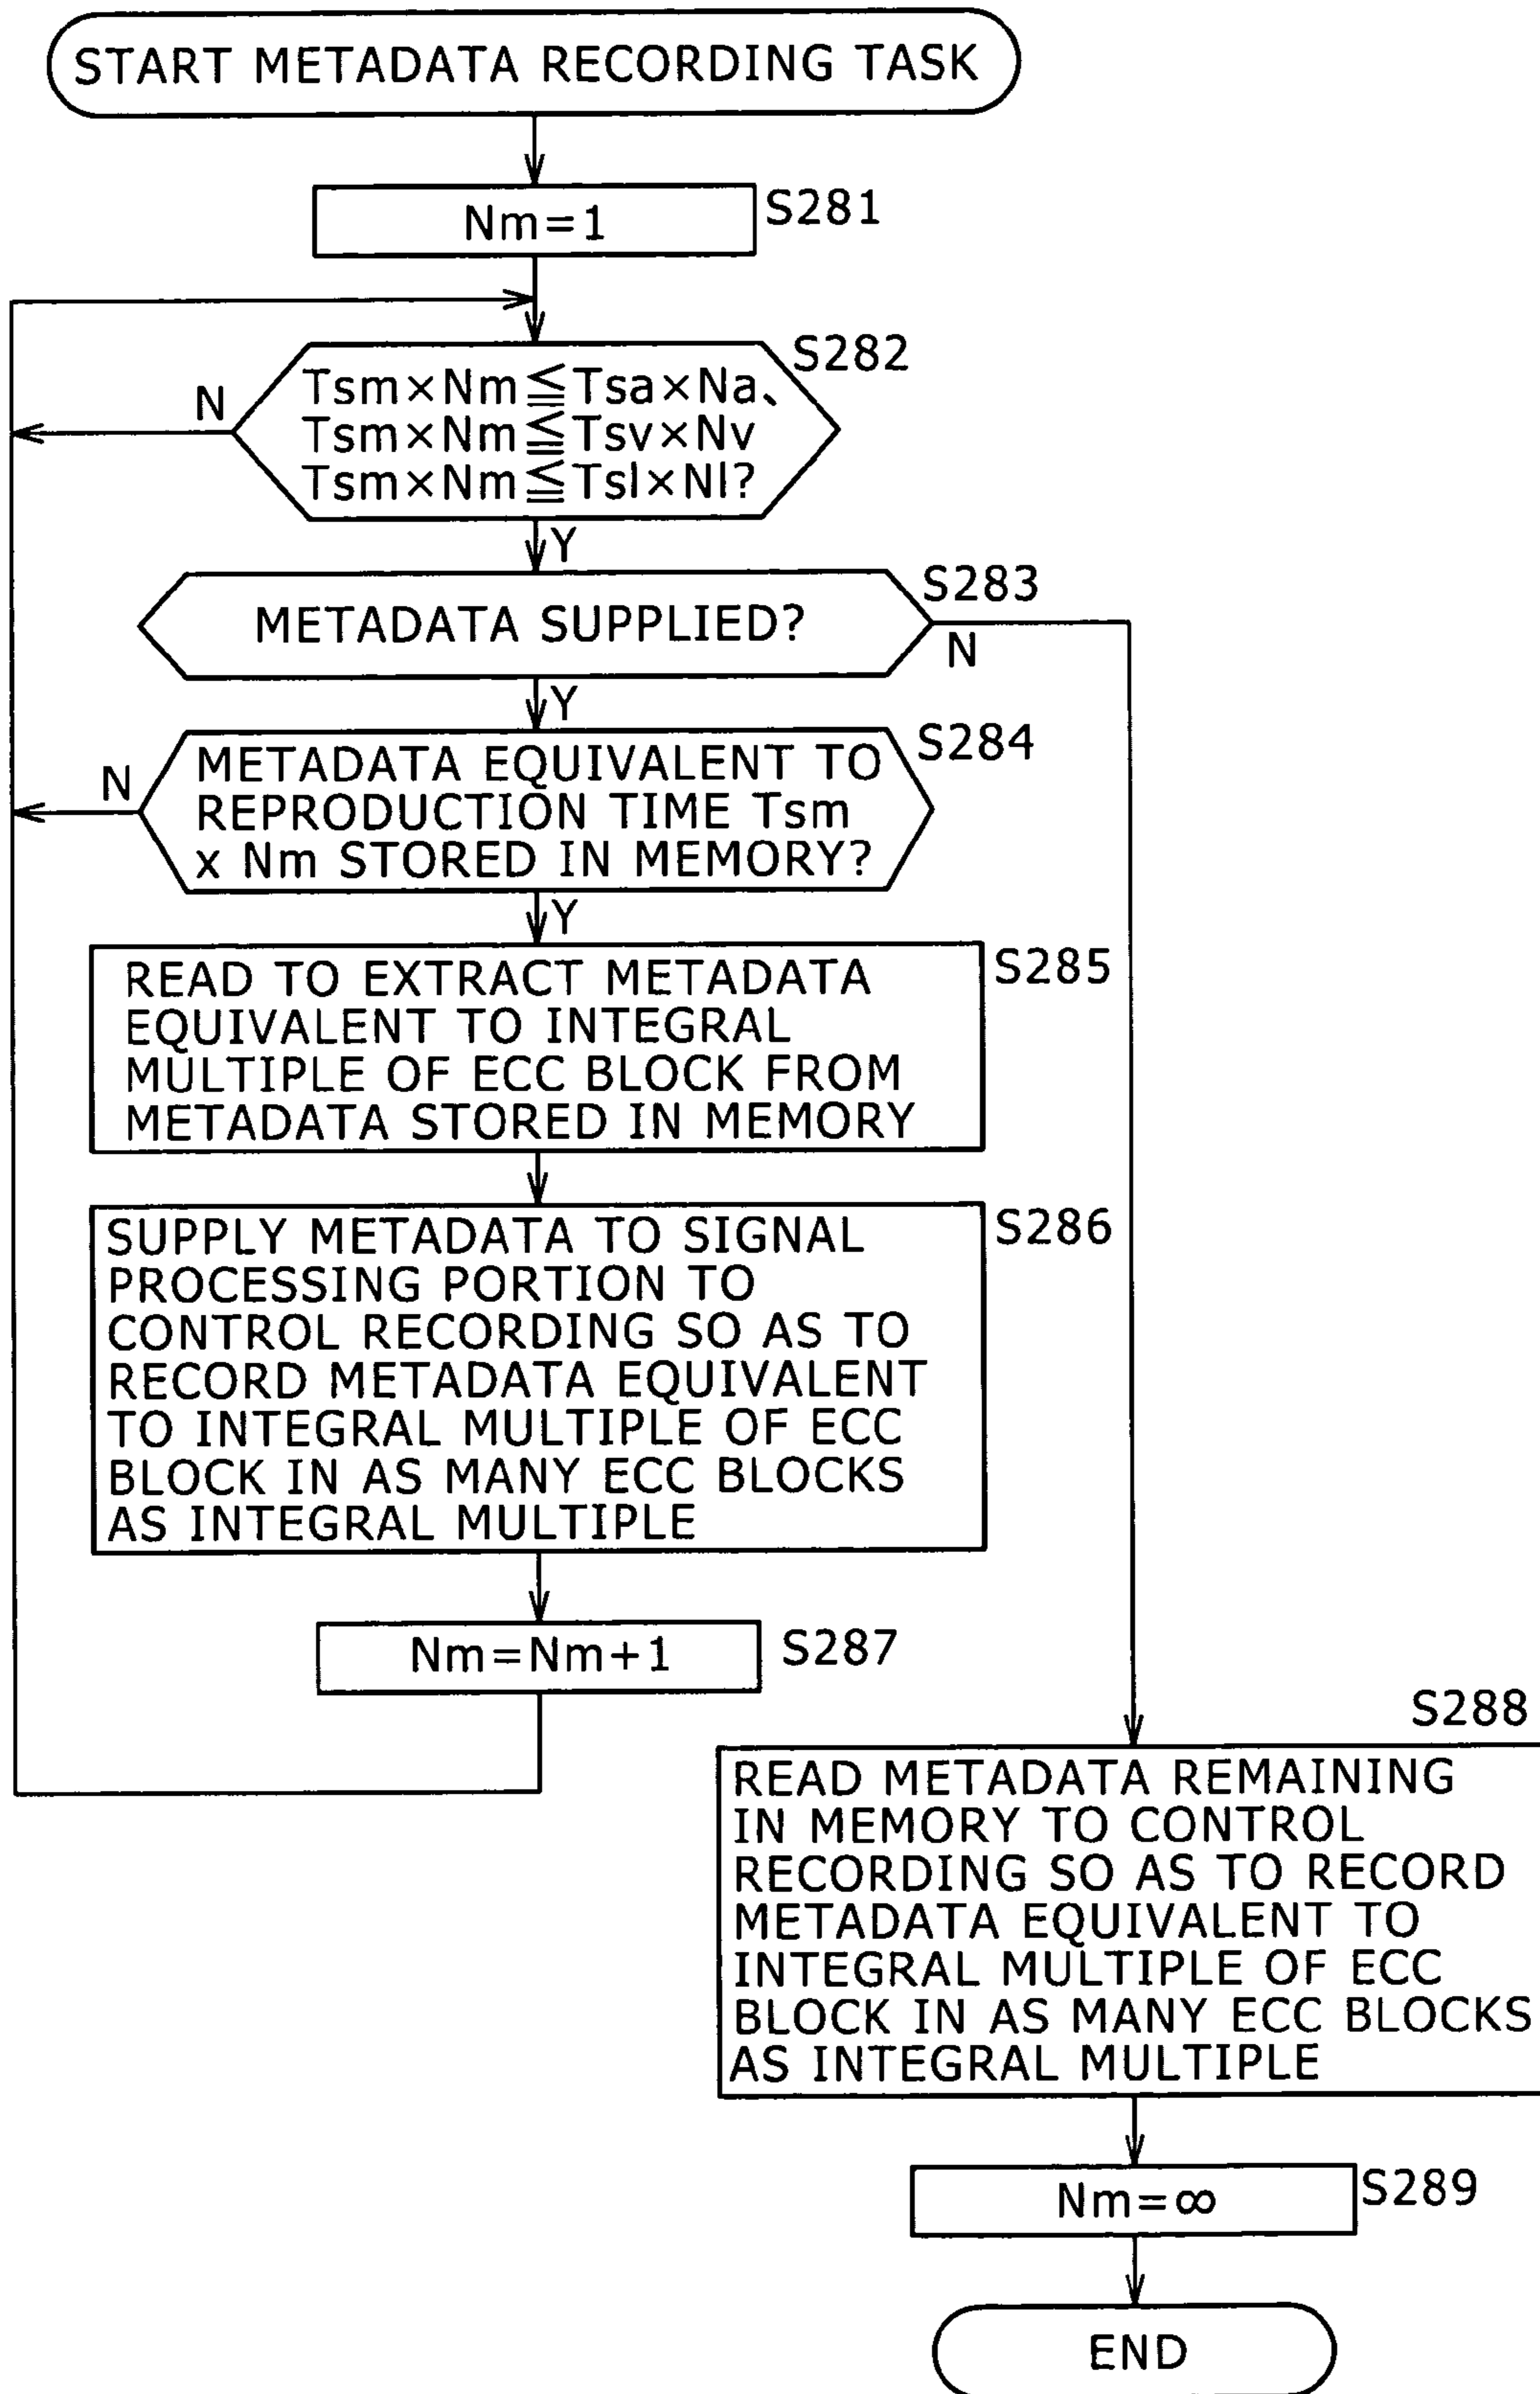 START METADATA RECORDING TASK
Nm=1
S281
S282
Tsm×Nm≦Tsa×Na、
Tsm×Nm≦Tsv×Nv
Tsm×Nm≦Tsl×Nl?
N
Y
S283
METADATA SUPPLIED?
N
Y
S284
METADATA EQUIVALENT TO
REPRODUCTION TIME Tsm
x Nm STORED IN MEMORY?
N
Y
S285
READ TO EXTRACT METADATA
EQUIVALENT TO INTEGRAL
MULTIPLE OF ECC BLOCK FROM
METADATA STORED IN MEMORY
S286
SUPPLY METADATA TO SIGNAL
PROCESSING PORTION TO
CONTROL RECORDING SO AS TO
RECORD METADATA EQUIVALENT
TO INTEGRAL MULTIPLE OF ECC
BLOCK IN AS MANY ECC BLOCKS
AS INTEGRAL MULTIPLE
Nm=Nm+1
S287
S288
READ METADATA REMAINING
IN MEMORY TO CONTROL
RECORDING SO AS TO RECORD
METADATA EQUIVALENT TO
INTEGRAL MULTIPLE OF ECC
BLOCK IN AS MANY ECC BLOCKS
AS INTEGRAL MULTIPLE
Nm=∞
S289
END